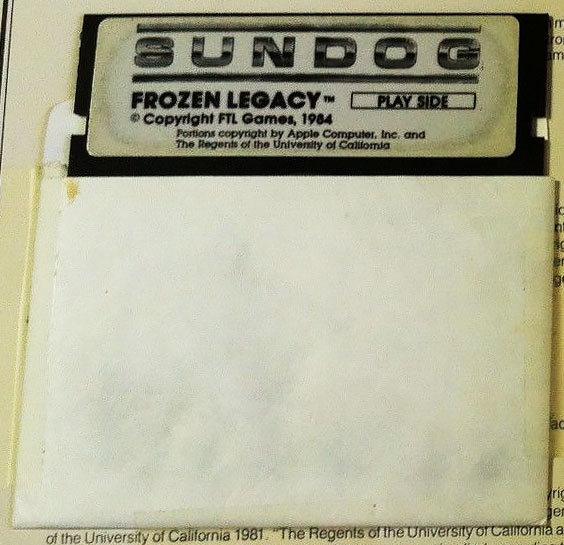 SUNDOG
FROZEN LEGACY™ PLAY SIDE
© Copyright FTL Games, 1984
Portions copyright by Apple Computer, Inc. and
The Regents of the University of California
of the University of California 1981. "The Regents of the University of California a